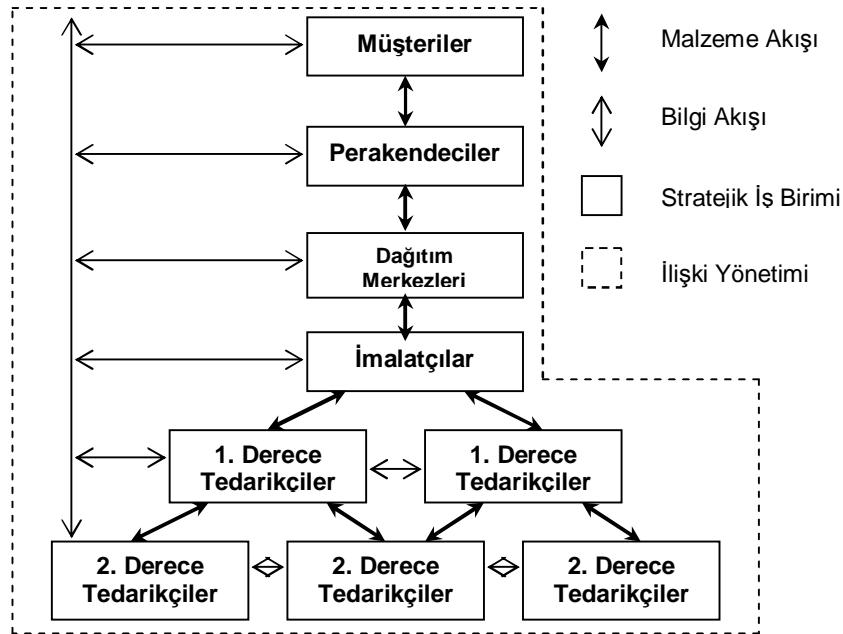 Müşteriler
Perakendeciler
Dağıtım
Merkezleri
İmalatçılar
1. Derece
Tedarikçiler
1. Derece
Tedarikçiler
2. Derece
Tedarikçiler
2. Derece
Tedarikçiler
2. Derece
Tedarikçiler
Malzeme Akışı
Bilgi Akışı
Stratejik İş Birimi
İlişki Yönetimi